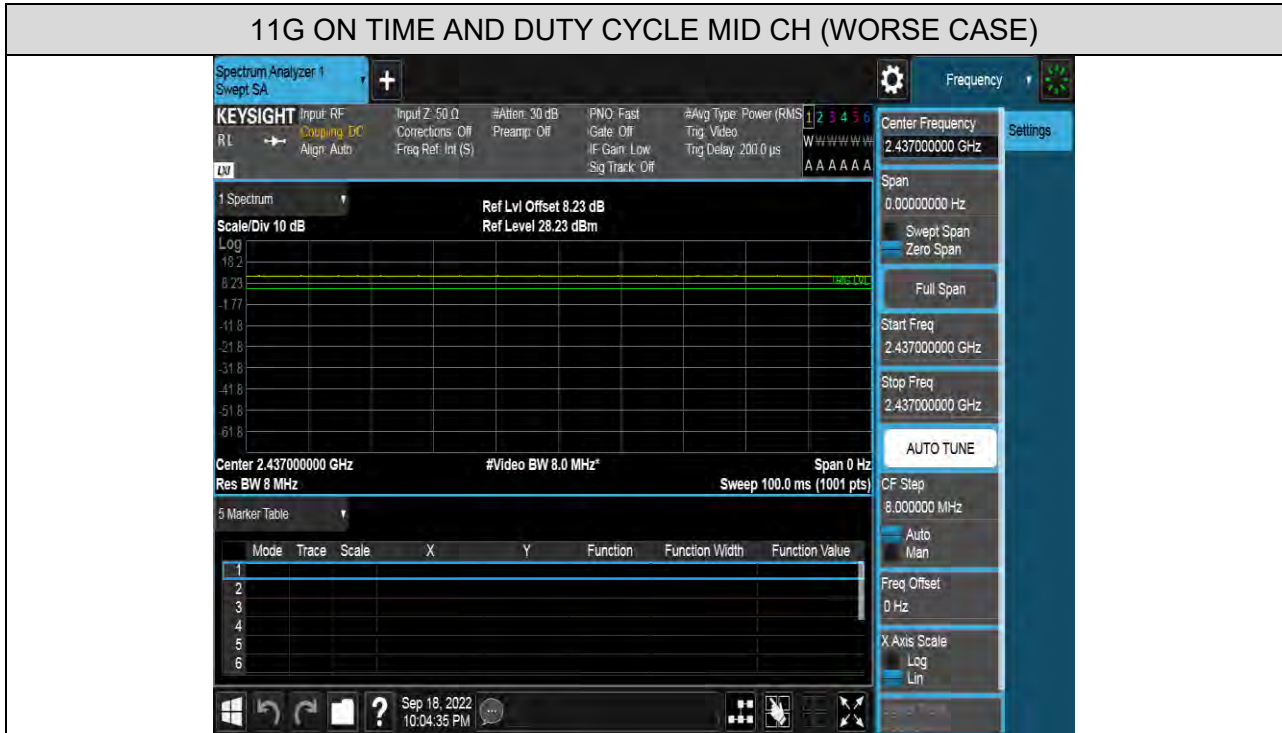 11G ON TIME AND DUTY CYCLE MID CH (WORSE CASE)
Spectrum Analyzer 1
Swept SA
Frequency
KEYSIGHT
RL
LXI
Input: RF
Coupling: DC
Align: Auto
Input Z: 50 Ω
Corrections: Off
Freq Ref: Int (S)
#Atten: 30 dB
Preamp: Off
PNO: Fast
Gate: Off
IF Gain: Low
Sig Track: Off
#Avg Type: Power (RMS
Trig: Video
Trig Delay: 200.0 µs
1 2 3 4 5 6
W W W W W W
A A A A A A
1 Spectrum
Scale/Div 10 dB
Ref Lvl Offset 8.23 dB
Ref Level 28.23 dBm
Log
18.2
8.23
-1.77
-11.8
-21.8
-31.8
-41.8
-51.8
-61.8
TRIG LVL
Center 2.437000000 GHz
#Video BW 8.0 MHz*
Span 0 Hz
Res BW 8 MHz
Sweep 100.0 ms (1001 pts)
5 Marker Table
Mode Trace Scale X Y Function Function Width Function Value
1
2
3
4
5
6
Sep 18, 2022
10:04:35 PM
?
Center Frequency
2.437000000 GHz
Settings
Span
0.00000000 Hz
Swept Span
Zero Span
Full Span
Start Freq
2.437000000 GHz
Stop Freq
2.437000000 GHz
AUTO TUNE
CF Step
8.000000 MHz
Auto
Man
Freq Offset
0 Hz
X Axis Scale
Log
Lin